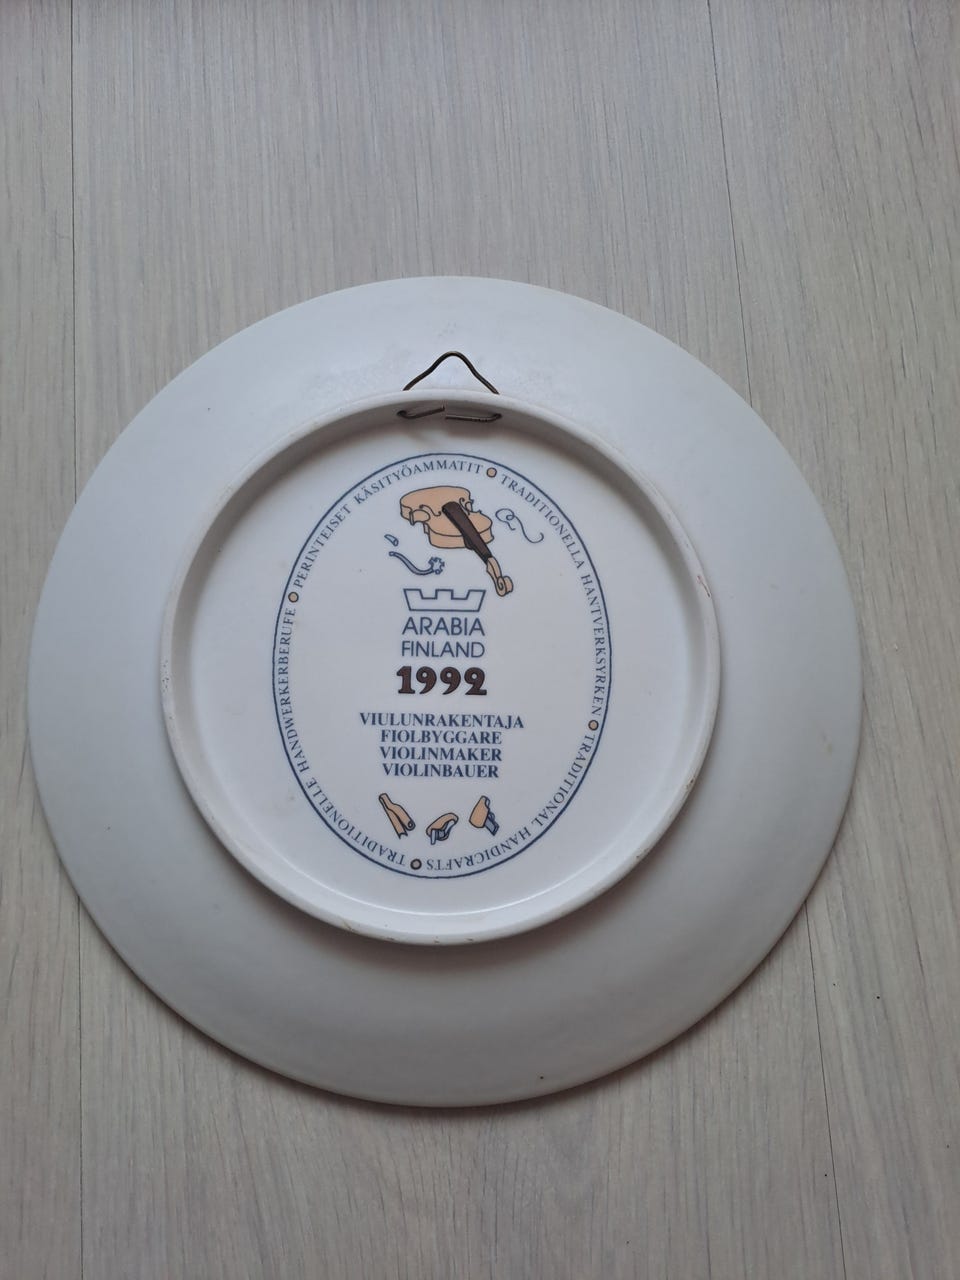 PERINTEISET KÄSITYÖAMMATIT
TRADITIONELLA HANTVERKSYRKEN
TRADITIONAL HANDICRAFTS
TRADITIONELLE HANDWERKERBERUFE
ARABIA
FINLAND
1992
VIULUNRAKENTAJA
FIOLBYGGARE
VIOLINMAKER
VIOLINBAUER